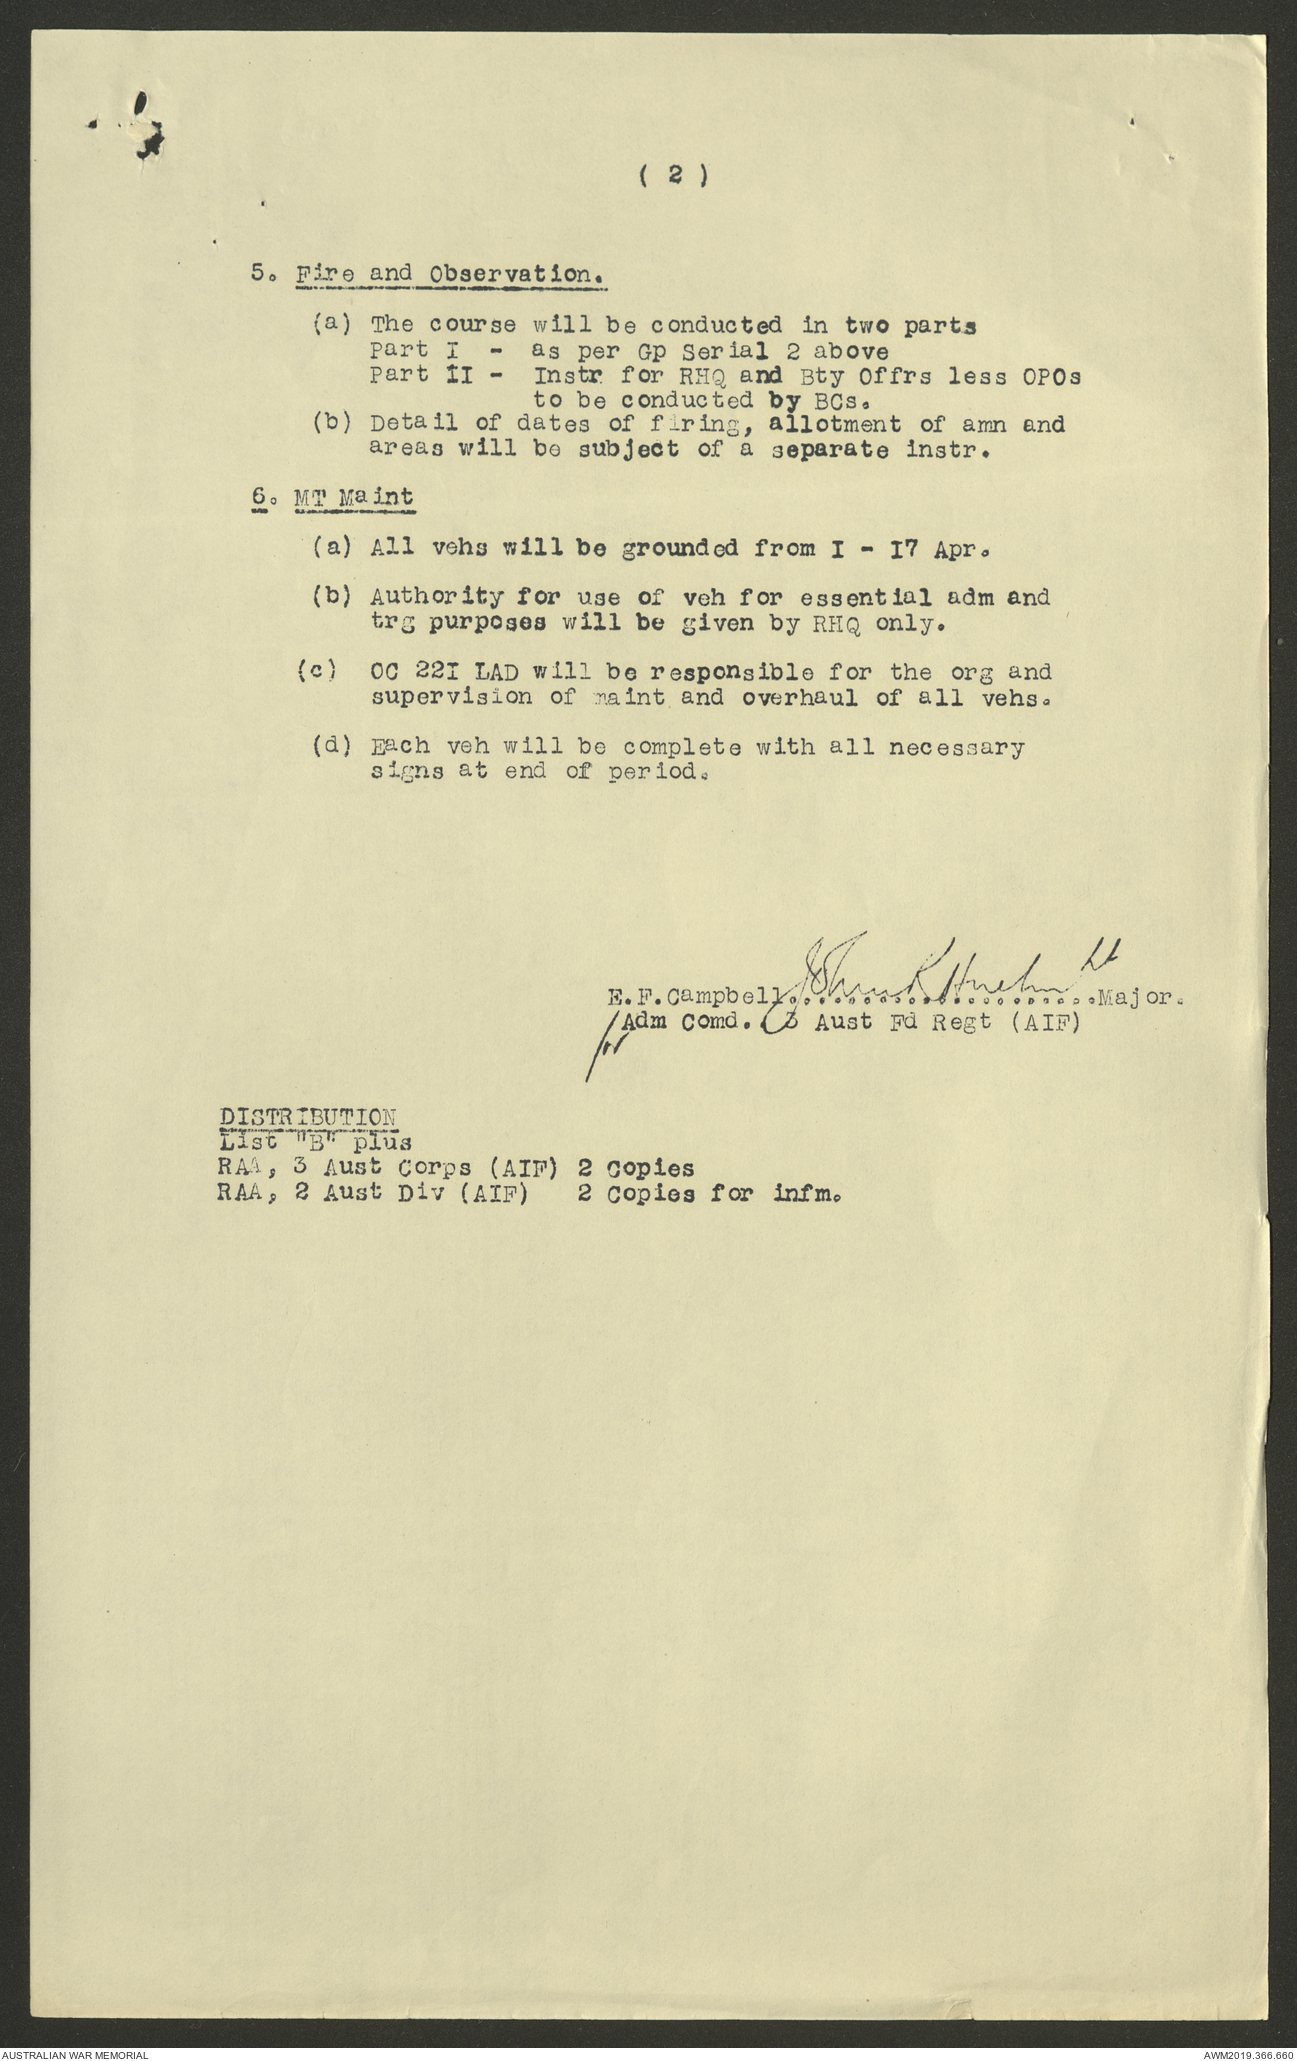 ( 2 )
5. Fire and Observation.
(a) The course will be conducted in two parts
Part I - as per Gp Serial 2 above
Part II - Instr for RHQ and Bty Offrs less OPOs
to be conducted by BCs.
(b) Detail of dates of firing, allotment of amn and
areas will be subject of a separate instr.
6. MT Maint
(a) All vehs will be grounded from I - I7 Apr.
(b) Authority for use of veh for essential adm and
trg purposes will be given by RHQ only.
(c) OC 22I LAD will be responsible for the org and
supervision of maint and overhaul of all vehs.
(d) Each veh will be complete with all necessary
signs at end of period.
Lt
E.F.Campbell.....................Major.
for Adm Comd. 3 Aust Fd Regt (AIF)
DISTRIBUTION
List "B" plus
RAA, 3 Aust Corps (AIF) 2 Copies
RAA, 2 Aust Div (AIF) 2 Copies for infm.
AUSTRALIAN WAR MEMORIAL
AWM2019.366.660